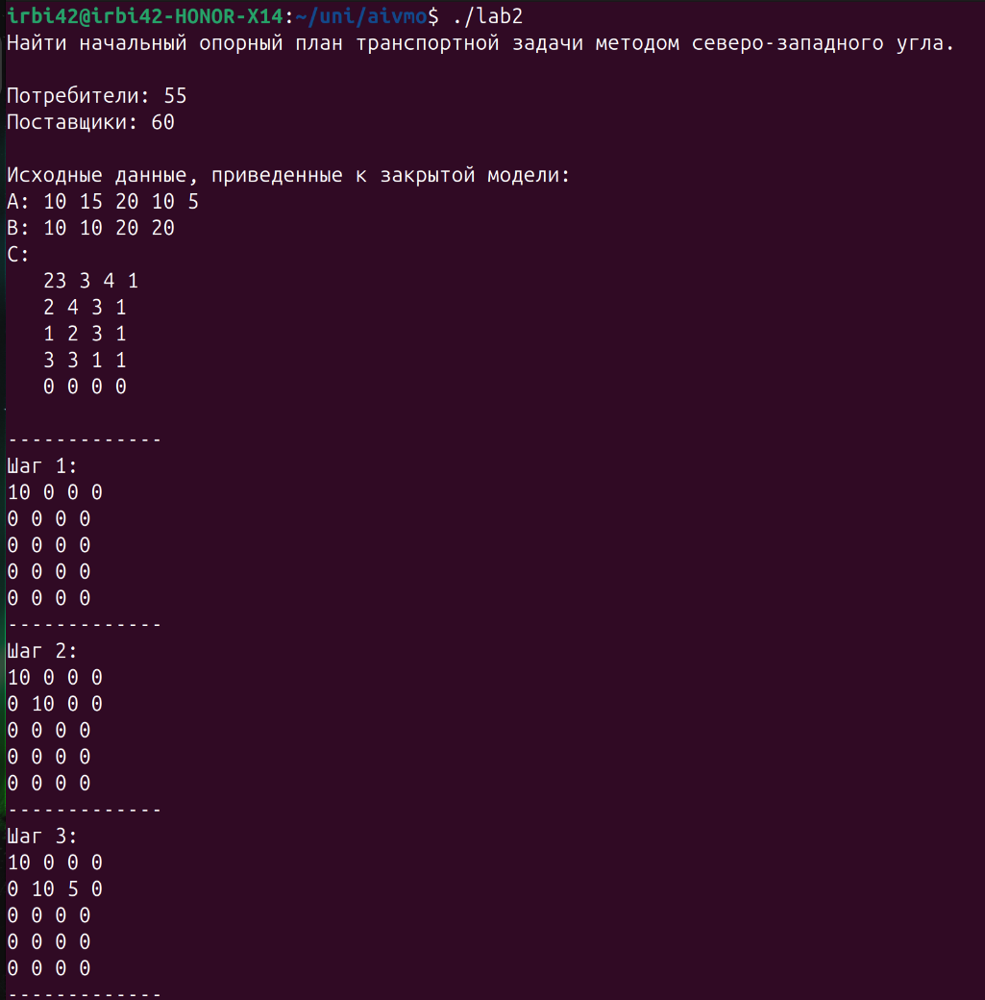 irbi42@irbi42-HONOR-X14:~/uni/aivmo$ ./lab2
Найти начальный опорный план транспортной задачи методом северо-западного угла.
Потребители: 55
Поставщики: 60
Исходные данные, приведенные к закрытой модели:
A: 10 15 20 10 5
B: 10 10 20 20
C:
23 3 4 1
2 4 3 1
1 2 3 1
3 3 1 1
0 0 0 0
-------------
Шаг 1:
10 0 0 0
0 0 0 0
0 0 0 0
0 0 0 0
0 0 0 0
-------------
Шаг 2:
10 0 0 0
0 10 0 0
0 0 0 0
0 0 0 0
0 0 0 0
-------------
Шаг 3:
10 0 0 0
0 10 5 0
0 0 0 0
0 0 0 0
0 0 0 0
-------------